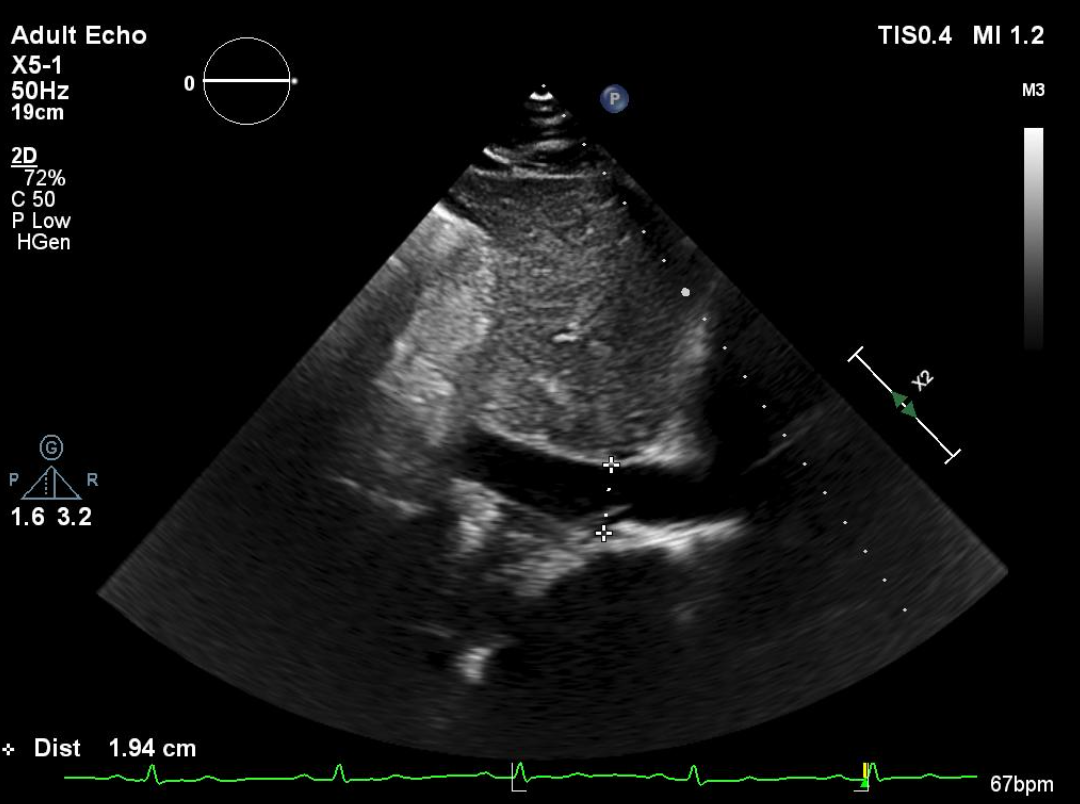 Adult Echo
TIS0.4 MI 1.2
X5-1
50Hz
19cm
0
P
M3
2D
72%
C 50
P Low
HGen
X2
G
P R
1.6 3.2
Dist 1.94 cm
67bpm